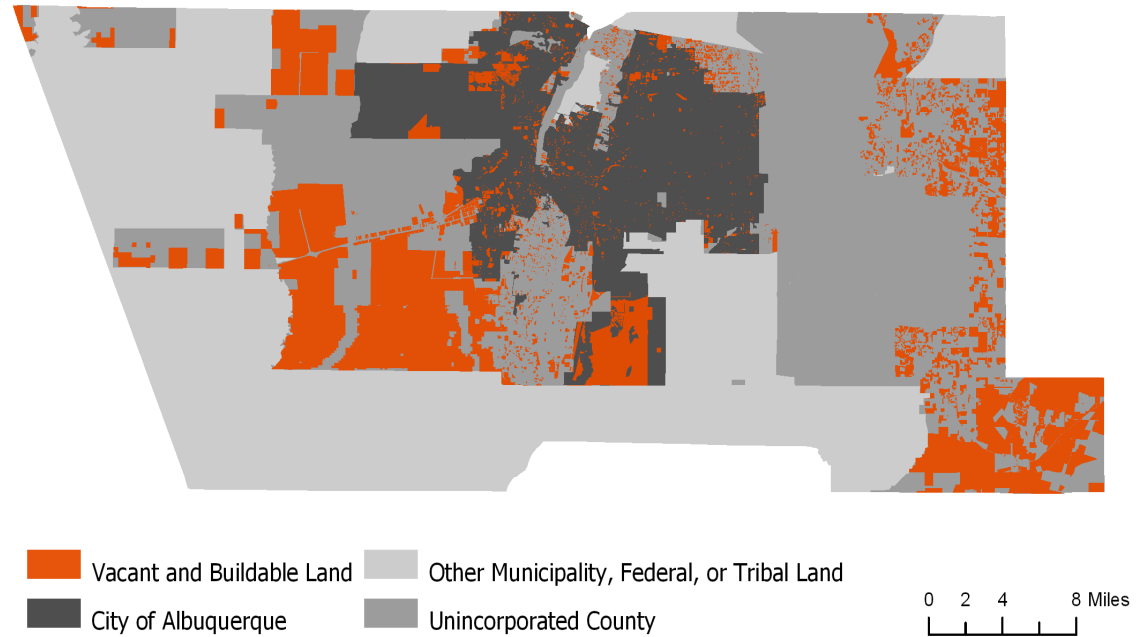 Vacant and Buildable Land
Other Municipality, Federal, or Tribal Land
City of Albuquerque
Unincorporated County
0 2 4 8 Miles